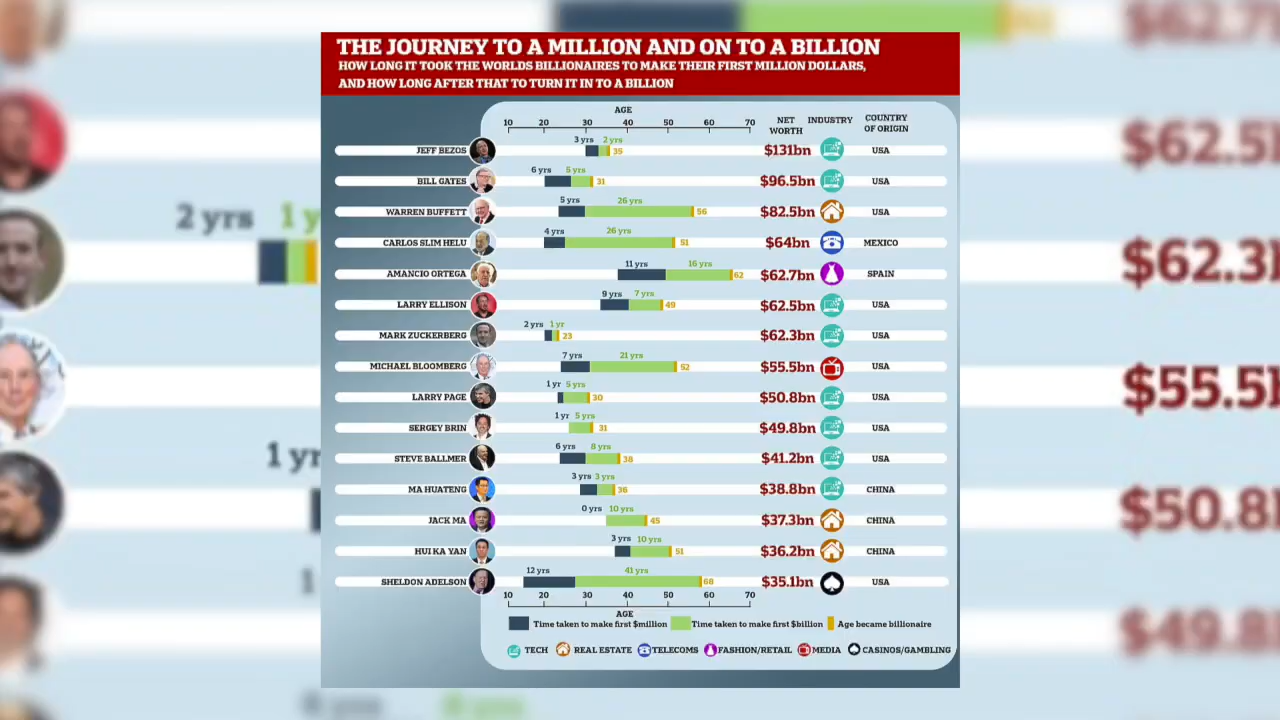 THE JOURNEY TO A MILLION AND ON TO A BILLION
HOW LONG IT TOOK THE WORLDS BILLIONAIRES TO MAKE THEIR FIRST MILLION DOLLARS,
AND HOW LONG AFTER THAT TO TURN IT IN TO A BILLION
AGE
10 20 30 40 50 60 70
NET WORTH INDUSTRY COUNTRY OF ORIGIN
3 yrs 2 yrs
JEFF BEZOS 35 $131bn USA
6 yrs 5 yrs
BILL GATES 31 $96.5bn USA
5 yrs 26 yrs
WARREN BUFFETT 56 $82.5bn USA
4 yrs 26 yrs
CARLOS SLIM HELU 51 $64bn MEXICO
11 yrs 16 yrs
AMANCIO ORTEGA 62 $62.7bn SPAIN
9 yrs 7 yrs
LARRY ELLISON 49 $62.5bn USA
2 yrs 1 yr
MARK ZUCKERBERG 23 $62.3bn USA
7 yrs 21 yrs
MICHAEL BLOOMBERG 52 $55.5bn USA
1 yr 5 yrs
LARRY PAGE 30 $50.8bn USA
1 yr 5 yrs
SERGEY BRIN 31 $49.8bn USA
6 yrs 8 yrs
STEVE BALLMER 38 $41.2bn USA
3 yrs 3 yrs
MA HUATENG 36 $38.8bn CHINA
0 yrs 10 yrs
JACK MA 45 $37.3bn CHINA
3 yrs 10 yrs
HUI KA YAN 51 $36.2bn CHINA
12 yrs 41 yrs
SHELDON ADELSON 68 $35.1bn USA
10 20 30 40 50 60 70
AGE
Time taken to make first $million Time taken to make first $billion Age became billionaire
TECH REAL ESTATE TELECOMS FASHION/RETAIL MEDIA CASINOS/GAMBLING